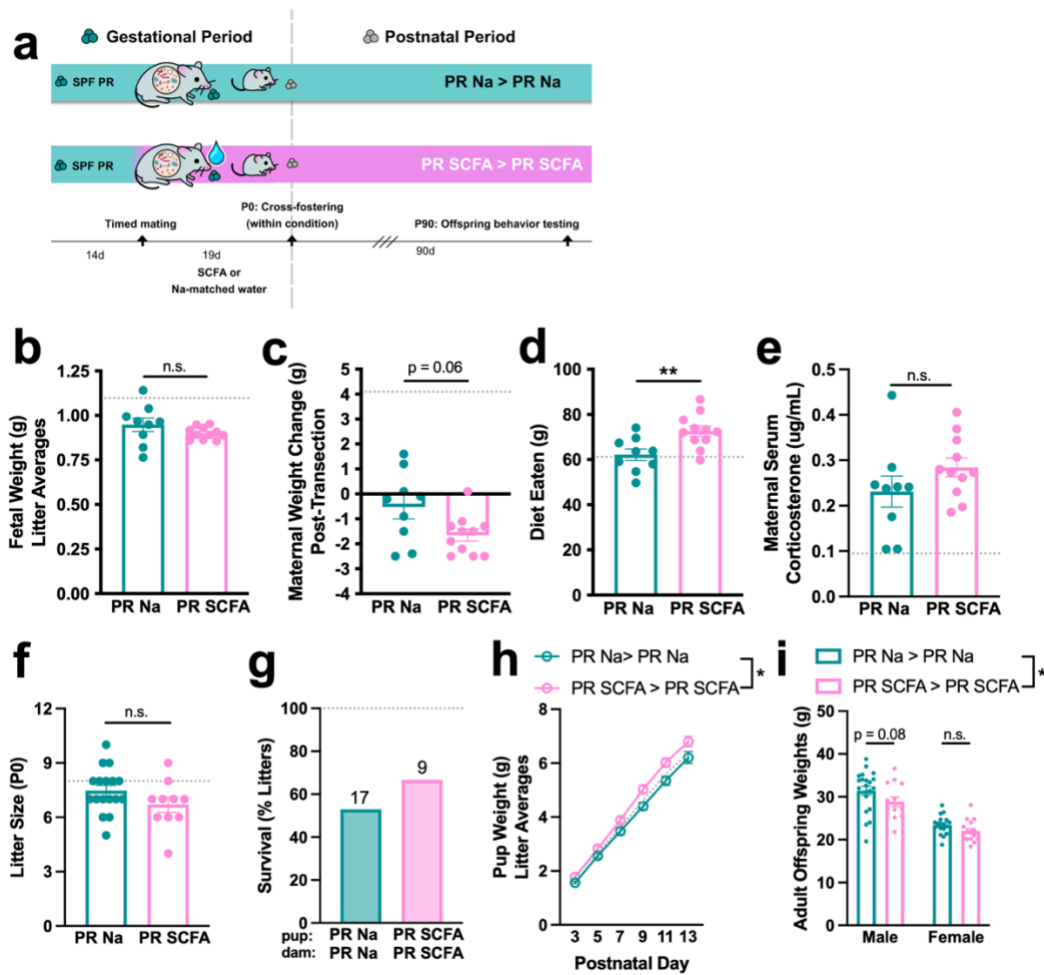 a
Gestational Period
Postnatal Period
SPF PR
PR Na > PR Na
SPF PR
PR SCFA > PR SCFA
P0: Cross-fostering
(within condition)
Timed mating
P90: Offspring behavior testing
14d
19d
90d
SCFA or
Na-matched water
b
n.s.
Fetal Weight (g)
Litter Averages
1.25
1.00
0.75
0.50
0.25
0.00
PR Na
PR SCFA
c
p = 0.06
Maternal Weight Change (g)
Post-Transection
5
4
3
2
1
0
-1
-2
-3
-4
PR Na
PR SCFA
d
**
Diet Eaten (g)
100
80
60
40
20
0
PR Na
PR SCFA
e
n.s.
Maternal Serum
Corticosterone (ug/mL)
0.5
0.4
0.3
0.2
0.1
0.0
PR Na
PR SCFA
f
n.s.
Litter Size (P0)
12
9
6
3
0
PR Na
PR SCFA
g
Survival (% Litters)
100
80
60
40
20
0
17
9
pup: PR Na PR SCFA
dam: PR Na PR SCFA
h
PR Na> PR Na
PR SCFA > PR SCFA
*
Pup Weight (g)
Litter Averages
8
6
4
2
0
3 5 7 9 11 13
Postnatal Day
i
PR Na > PR Na
PR SCFA > PR SCFA
*
Adult Offspring Weights (g)
50
40
30
20
10
0
p = 0.08
n.s.
Male
Female